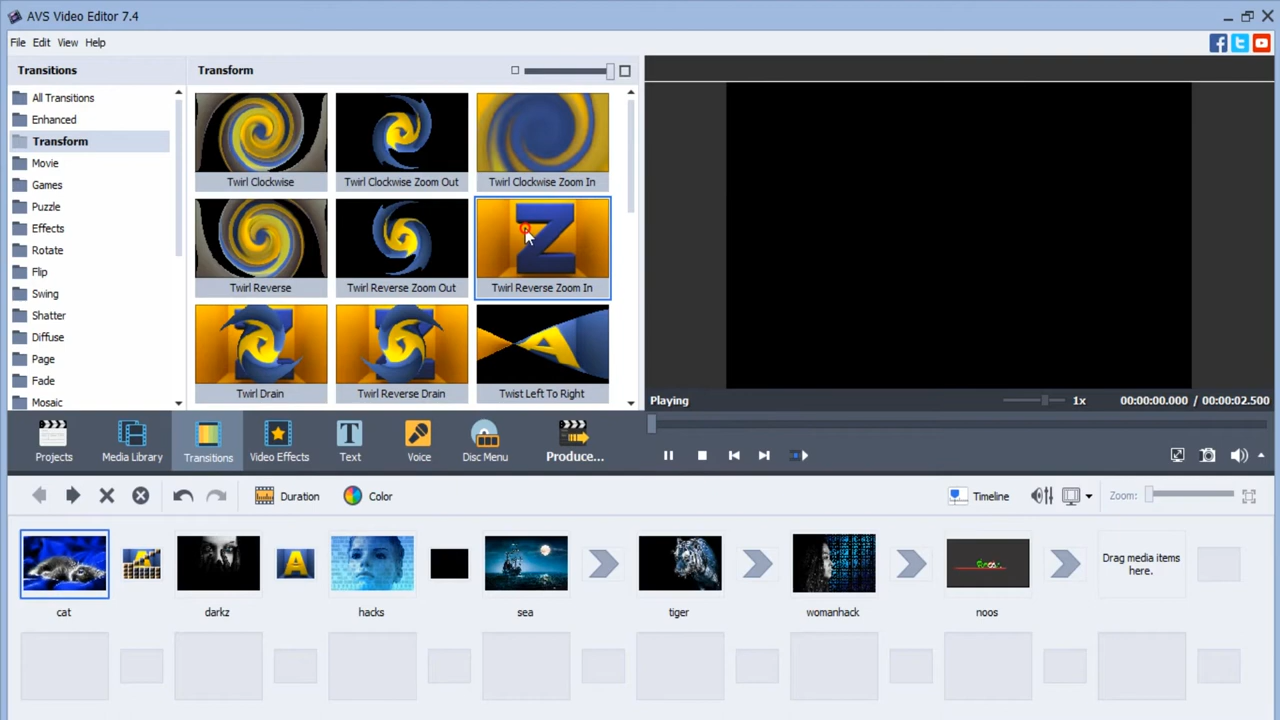 AVS Video Editor 7.4
File Edit View Help
Transitions
Transform
All Transitions
Enhanced
Transform
Movie
Games
Puzzle
Effects
Rotate
Flip
Swing
Shatter
Diffuse
Page
Fade
Mosaic
Twirl Clockwise
Twirl Clockwise Zoom Out
Twirl Clockwise Zoom In
Z
Twirl Reverse
Twirl Reverse Zoom Out
Twirl Reverse Zoom In
A
Twirl Drain
Twirl Reverse Drain
Twist Left To Right
Playing
1x
00:00:00.000 / 00:00:02.500
Projects
Media Library
Transitions
Video Effects
T
Text
Voice
Disc Menu
Produce...
Duration
Color
Timeline
Zoom:
A
Drag media items
here.
cat
darkz
hacks
sea
tiger
womanhack
noos